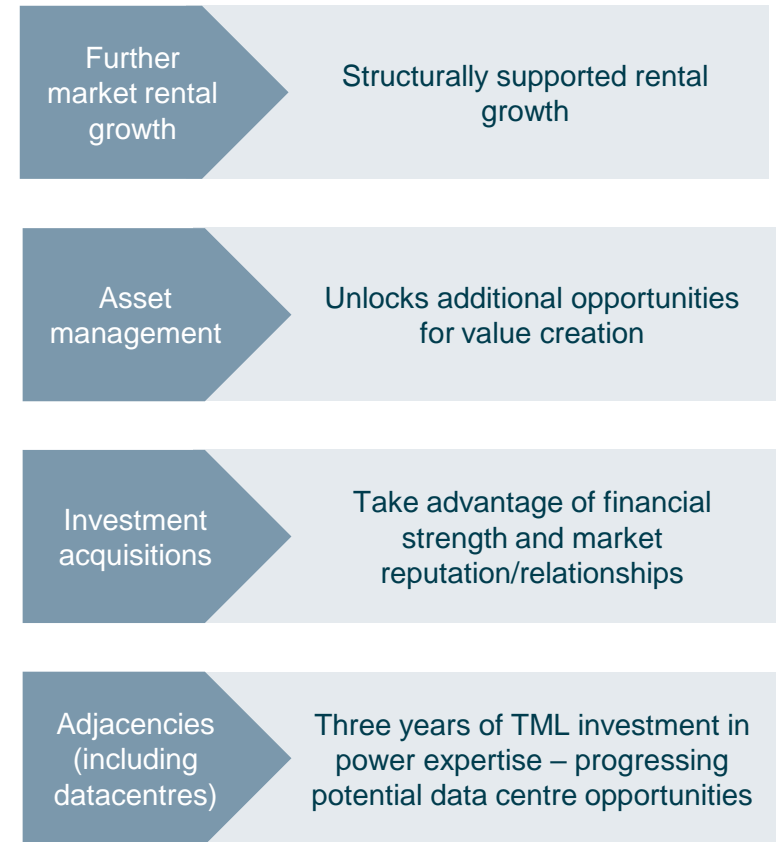 Further
market rental
growth
Structurally supported rental
growth
Asset
management
Unlocks additional opportunities
for value creation
Investment
acquisitions
Take advantage of financial
strength and market
reputation/relationships
Adjacencies
(including
datacentres)
Three years of TML investment in
power expertise – progressing
potential data centre opportunities